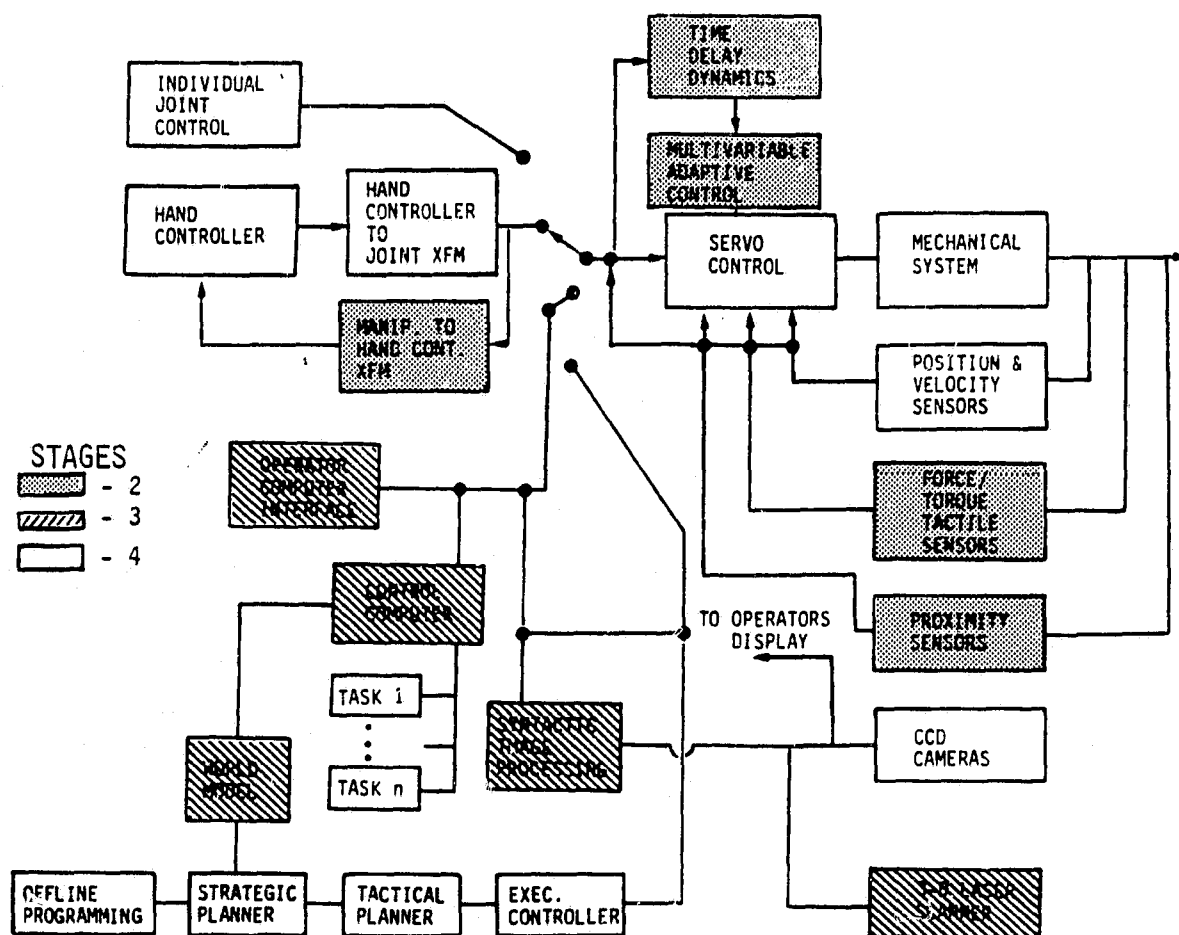 TIME
DELAY
DYNAMICS
INDIVIDUAL
JOINT
CONTROL
MULTIVARIABLE
ADAPTIVE
CONTROL
HAND
CONTROLLER
HAND
CONTROLLER
TO
JOINT XFM
SERVO
CONTROL
MECHANICAL
SYSTEM
MANIP. TO
HAND CONT.
XFM
POSITION &
VELOCITY
SENSORS
STAGES
- 2
- 3
- 4
OPERATOR
COMPUTER
INTERFACE
FORCE/
TORQUE
TACTILE
SENSORS
CONTROL
COMPUTER
TO OPERATORS
DISPLAY
PROXIMITY
SENSORS
TASK 1
TASK n
SYNTACTIC
IMAGE
PROCESSING
CCD
CAMERAS
WORLD
MODEL
OFFLINE
PROGRAMMING
STRATEGIC
PLANNER
TACTICAL
PLANNER
EXEC.
CONTROLLER
3-D LASER
SCANNER